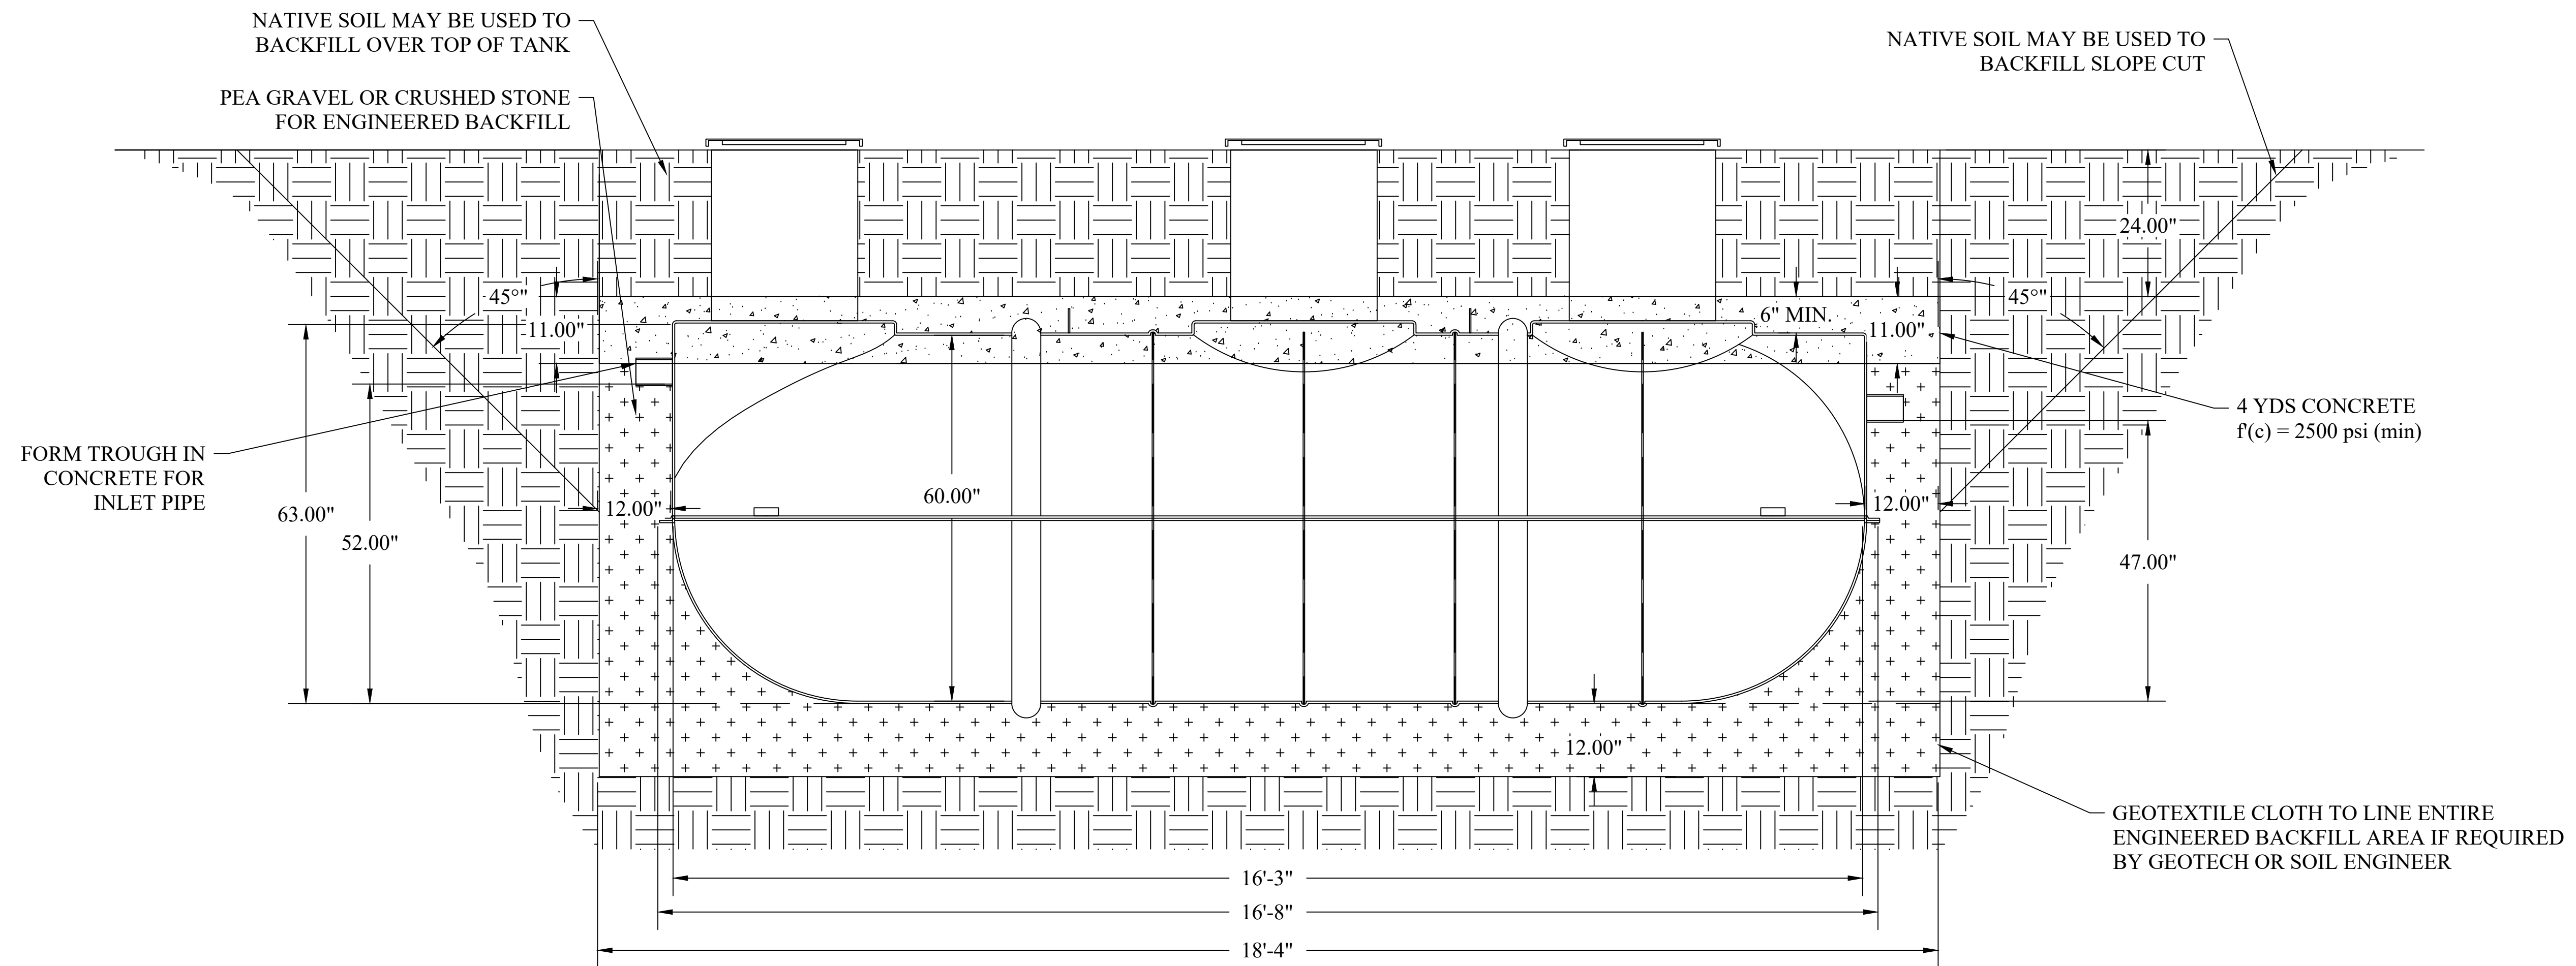 NATIVE SOIL MAY BE USED TO
BACKFILL OVER TOP OF TANK
NATIVE SOIL MAY BE USED TO
BACKFILL SLOPE CUT
PEA GRAVEL OR CRUSHED STONE
FOR ENGINEERED BACKFILL
24.00"
45°"
45°"
11.00"
6" MIN.
11.00"
4 YDS CONCRETE
f'(c) = 2500 psi (min)
FORM TROUGH IN
CONCRETE FOR
INLET PIPE
63.00"
52.00"
12.00"
60.00"
12.00"
47.00"
12.00"
GEOTEXTILE CLOTH TO LINE ENTIRE
ENGINEERED BACKFILL AREA IF REQUIRED
BY GEOTECH OR SOIL ENGINEER
16'-3"
16'-8"
18'-4"